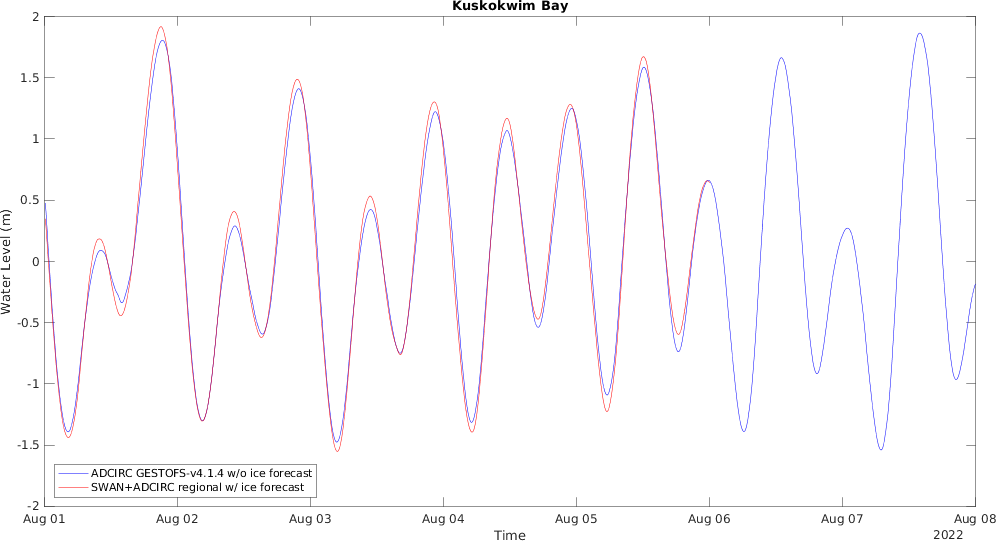 Kuskokwim Bay
2
1.5
1
0.5
0
-0.5
-1
-1.5
-2
Water Level (m)
ADCIRC GESTOFS-v4.1.4 w/o ice forecast
SWAN+ADCIRC regional w/ ice forecast
Aug 01 Aug 02 Aug 03 Aug 04 Aug 05 Aug 06 Aug 07 Aug 08
Time
2022